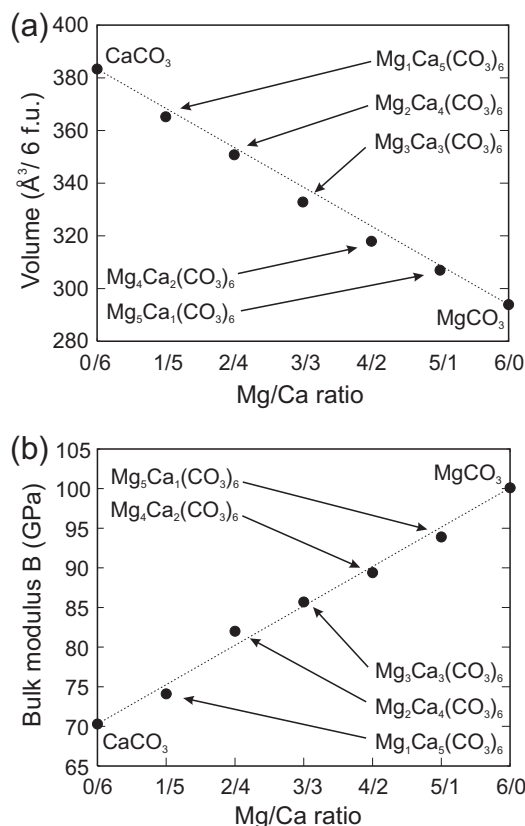 (a)
400
380
360
340
320
300
280
Volume (Å³/ 6 f.u.)
CaCO₃
Mg₁Ca₅(CO₃)₆
Mg₂Ca₄(CO₃)₆
Mg₃Ca₃(CO₃)₆
Mg₄Ca₂(CO₃)₆
Mg₅Ca₁(CO₃)₆
MgCO₃
0/6 1/5 2/4 3/3 4/2 5/1 6/0
Mg/Ca ratio
(b)
105
100
95
90
85
80
75
70
65
Bulk modulus B (GPa)
Mg₅Ca₁(CO₃)₆
MgCO₃
Mg₄Ca₂(CO₃)₆
Mg₃Ca₃(CO₃)₆
Mg₂Ca₄(CO₃)₆
CaCO₃
Mg₁Ca₅(CO₃)₆
0/6 1/5 2/4 3/3 4/2 5/1 6/0
Mg/Ca ratio